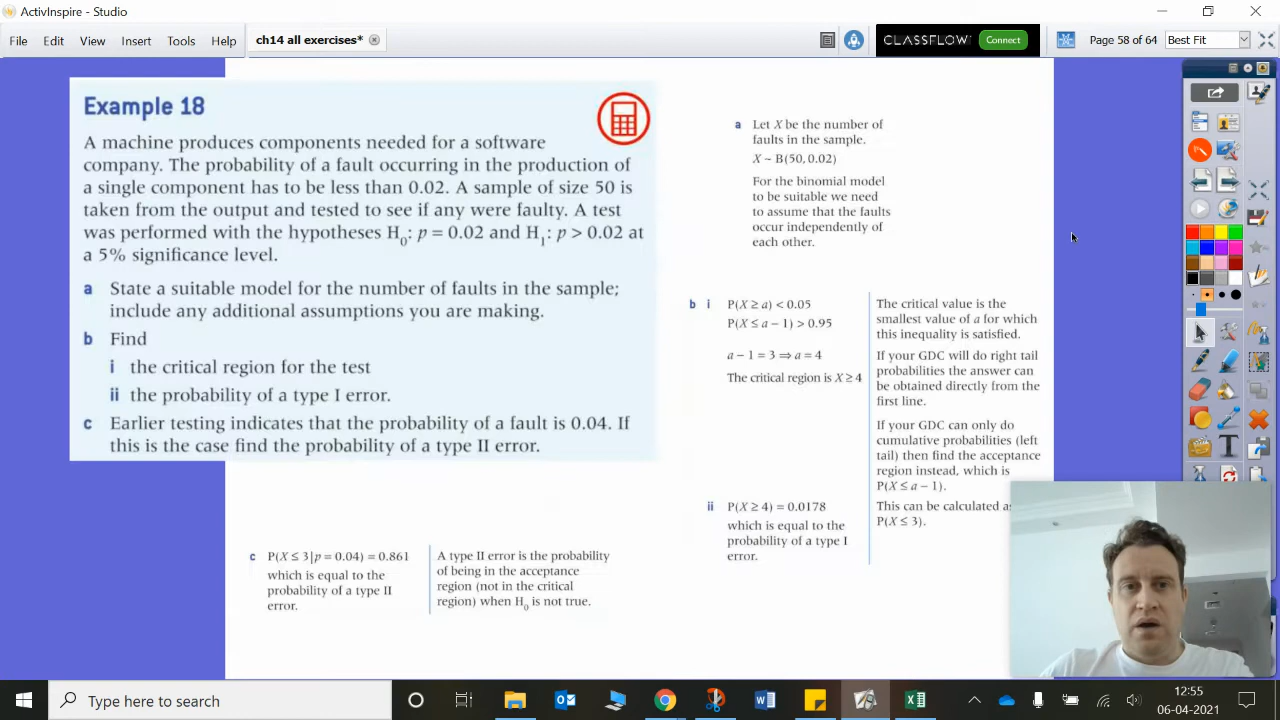 ActivInspire - Studio
File Edit View Insert Tools Help ch14 all exercises* CLASSFLOW Connect Page 58 of 64 Best Fit
Example 18
A machine produces components needed for a software
company. The probability of a fault occurring in the production of
a single component has to be less than 0.02. A sample of size 50 is
taken from the output and tested to see if any were faulty. A test
was performed with the hypotheses H₀: p = 0.02 and H₁: p > 0.02 at
a 5% significance level.
a State a suitable model for the number of faults in the sample;
include any additional assumptions you are making.
b Find
i the critical region for the test
ii the probability of a type I error.
c Earlier testing indicates that the probability of a fault is 0.04. If
this is the case find the probability of a type II error.
a Let X be the number of
faults in the sample.
X ~ B(50, 0.02)
For the binomial model
to be suitable we need
to assume that the faults
occur independently of
each other.
b i P(X ≥ a) < 0.05
P(X ≤ a − 1) > 0.95
a − 1 = 3 ⇒ a = 4
The critical region is X ≥ 4
The critical value is the
smallest value of a for which
this inequality is satisfied.
If your GDC will do right tail
probabilities the answer can
be obtained directly from the
first line.
If your GDC can only do
cumulative probabilities (left
tail) then find the acceptance
region instead, which is
P(X ≤ a − 1).
ii P(X ≥ 4) = 0.0178
which is equal to the
probability of a type I
error.
This can be calculated as
P(X ≤ 3).
c P(X ≤ 3|p = 0.04) = 0.861
which is equal to the
probability of a type II
error.
A type II error is the probability
of being in the acceptance
region (not in the critical
region) when H₀ is not true.
Type here to search
12:55
06-04-2021